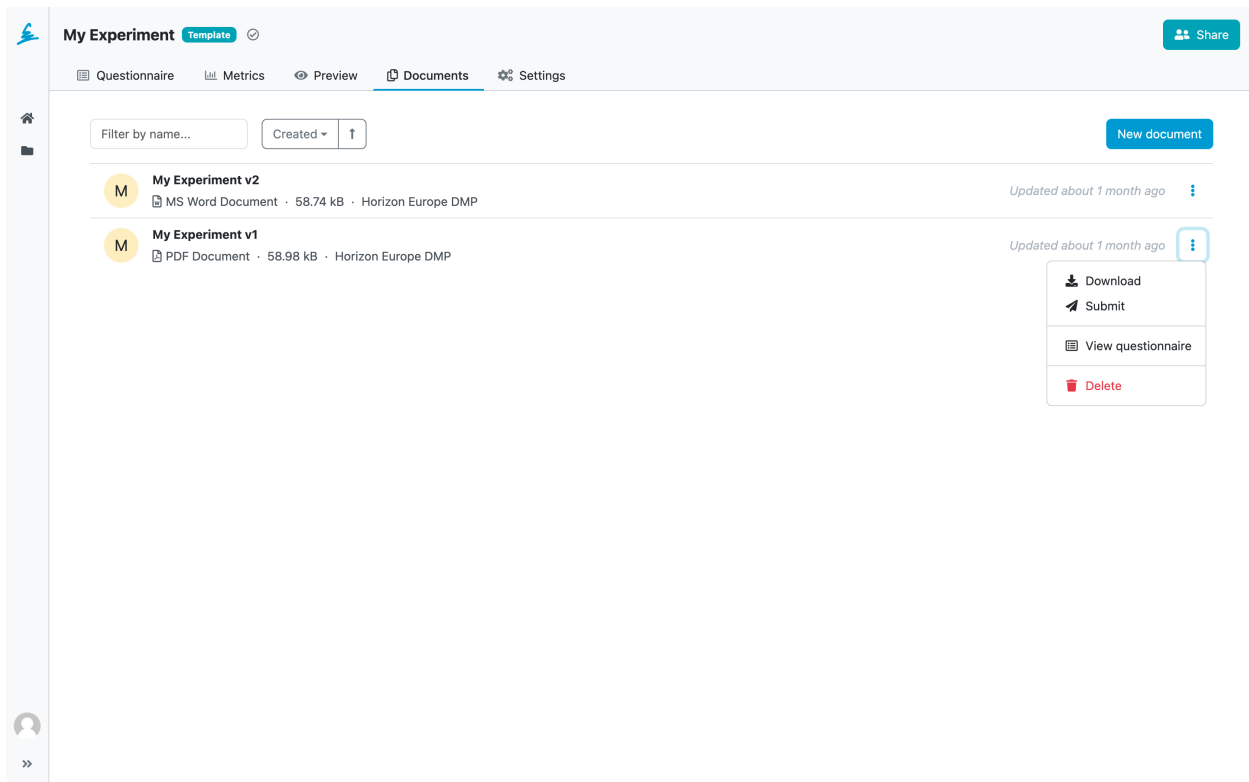 My Experiment Template
Share
Questionnaire Metrics Preview Documents Settings
Filter by name... Created New document
My Experiment v2
MS Word Document · 58.74 kB · Horizon Europe DMP
Updated about 1 month ago
My Experiment v1
PDF Document · 58.98 kB · Horizon Europe DMP
Updated about 1 month ago
Download
Submit
View questionnaire
Delete
M
M